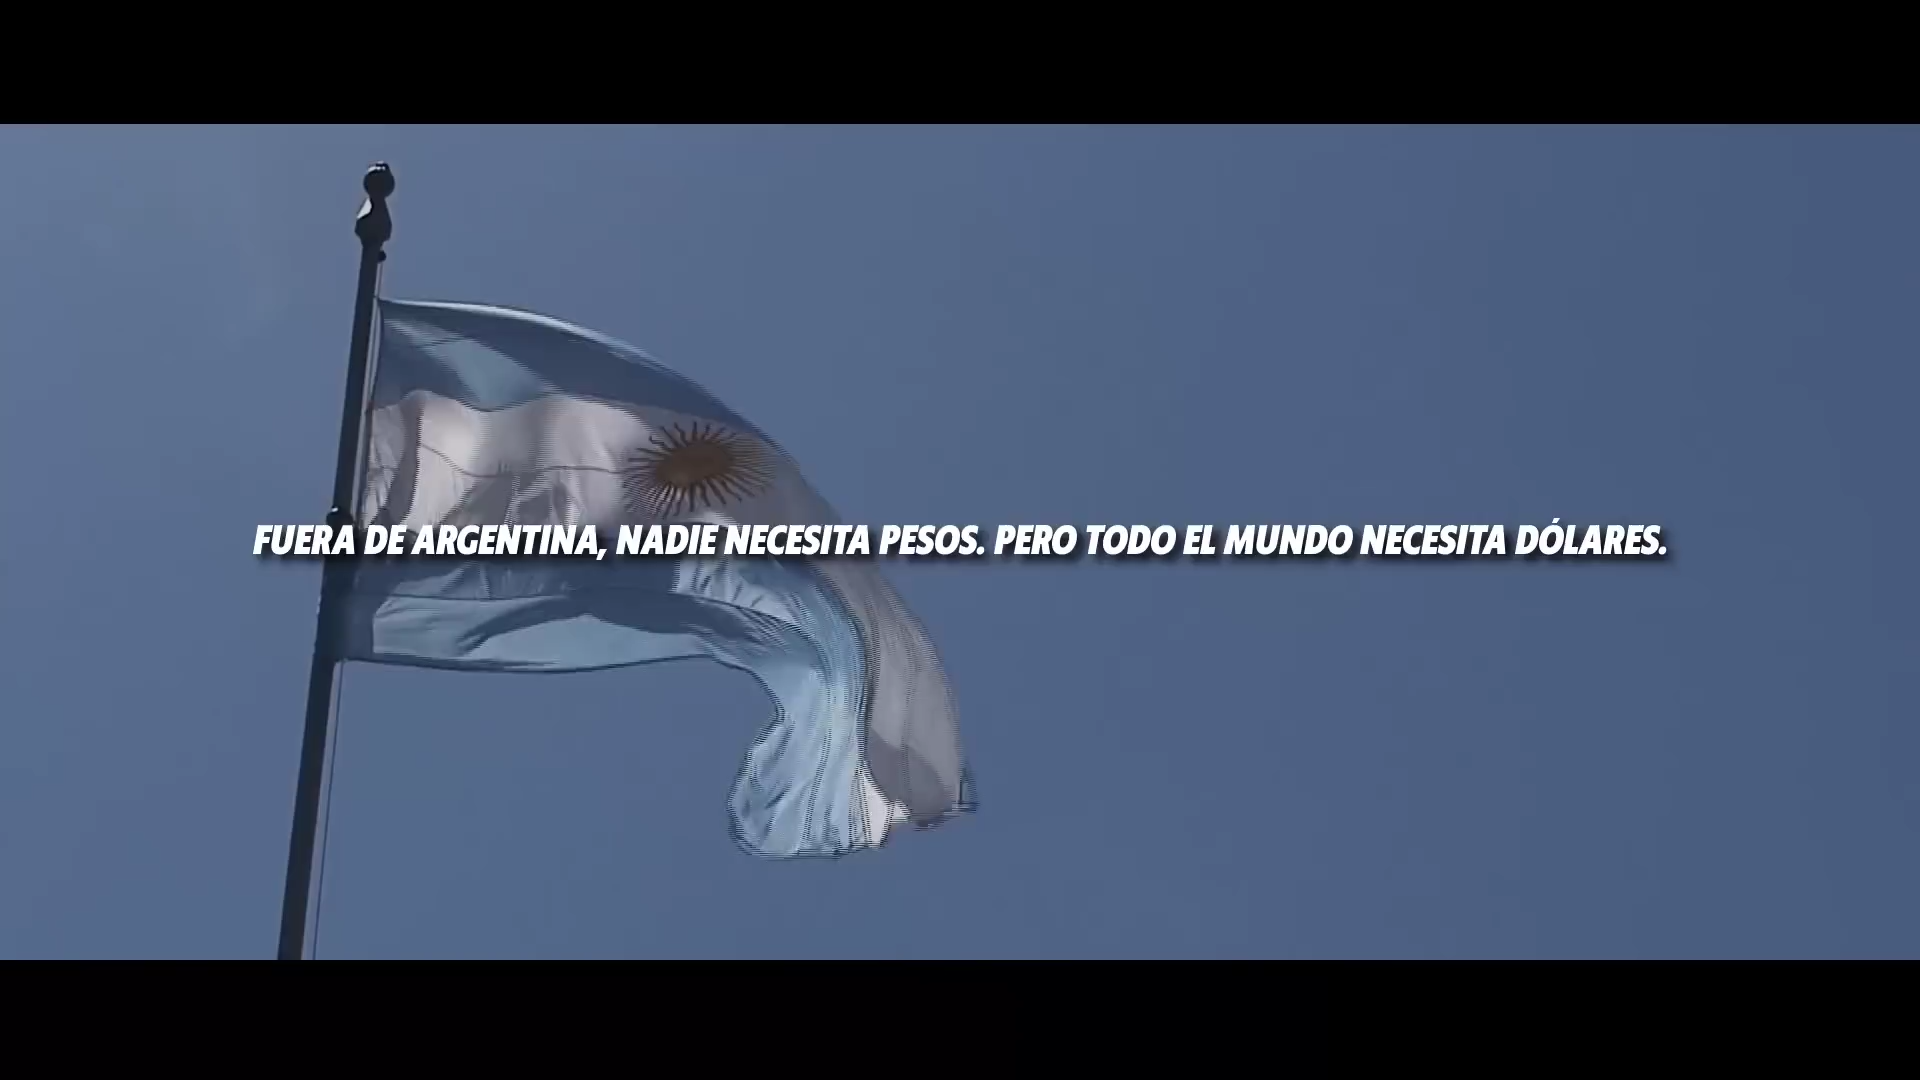 FUERA DE ARGENTINA, NADIE NECESITA PESOS. PERO TODO EL MUNDO NECESITA DÓLARES.